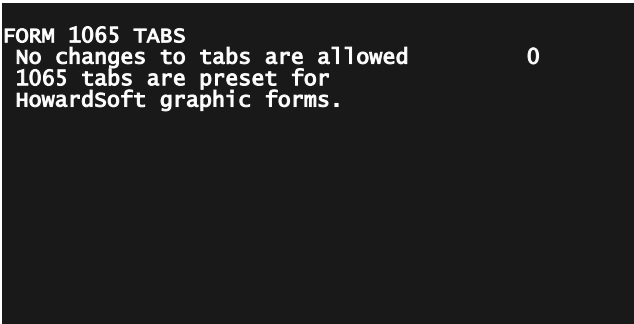 FORM 1065 TABS
No changes to tabs are allowed 0
1065 tabs are preset for
HowardSoft graphic forms.